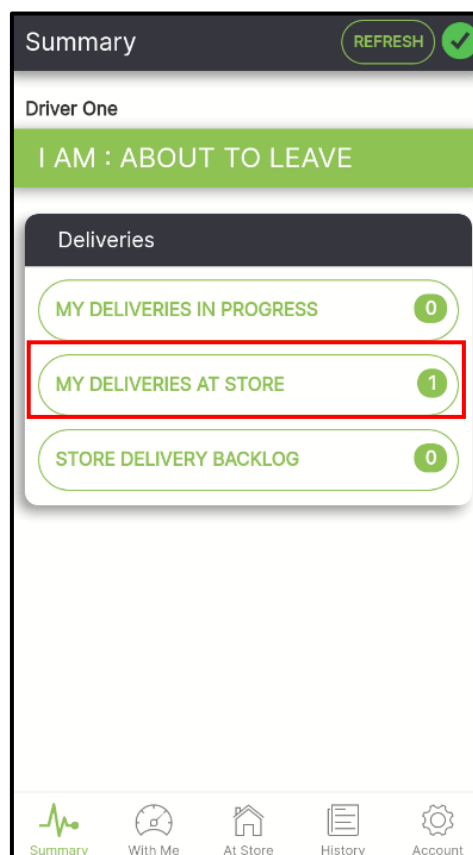 Summary REFRESH
Driver One
I AM : ABOUT TO LEAVE
Deliveries
MY DELIVERIES IN PROGRESS 0
MY DELIVERIES AT STORE 1
STORE DELIVERY BACKLOG 0
Summary With Me At Store History Account